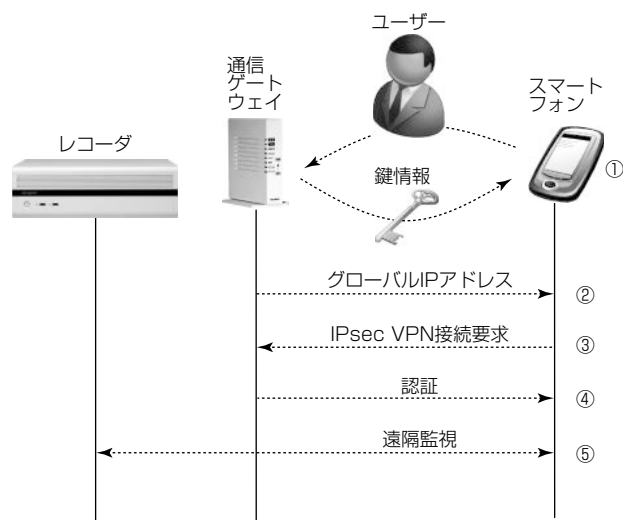 ユーザー
通信
ゲート
ウェイ
スマート
フォン
レコーダ
鍵情報
①
グローバルIPアドレス
②
IPsec VPN接続要求
③
認証
④
遠隔監視
⑤